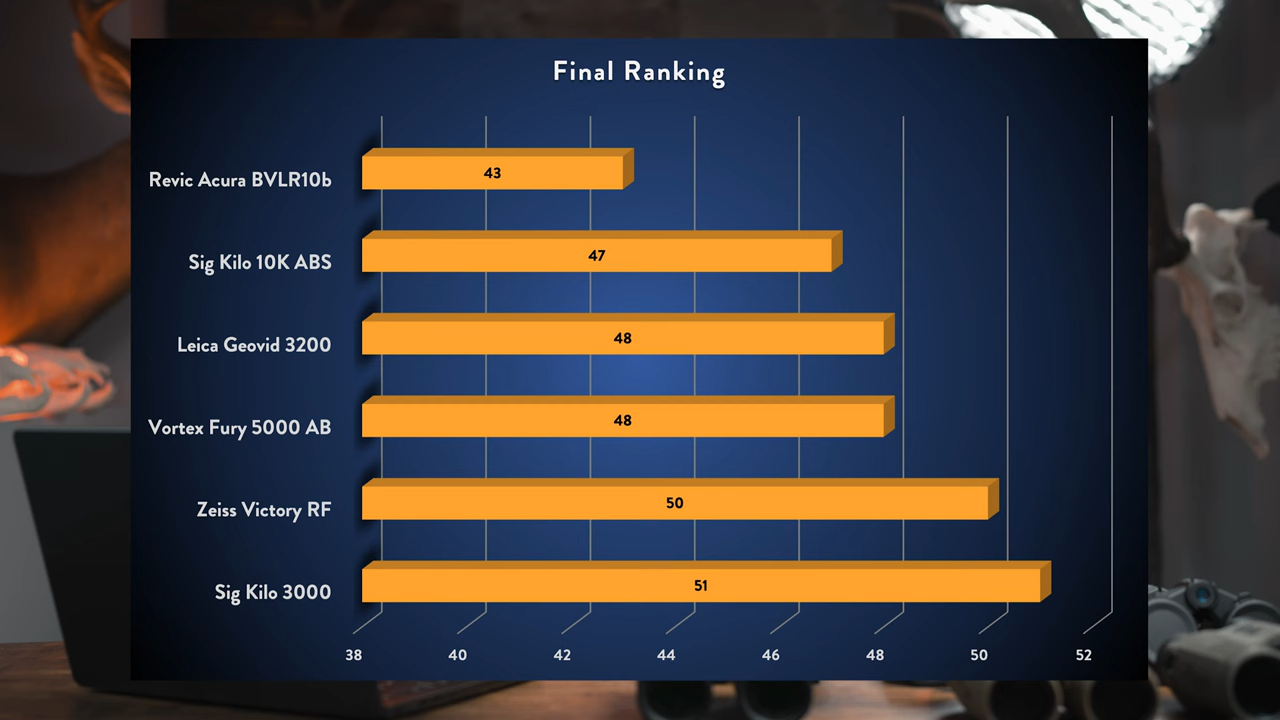 Final Ranking
Revic Acura BVLR10b 43
Sig Kilo 10K ABS 47
Leica Geovid 3200 48
Vortex Fury 5000 AB 48
Zeiss Victory RF 50
Sig Kilo 3000 51
38 40 42 44 46 48 50 52